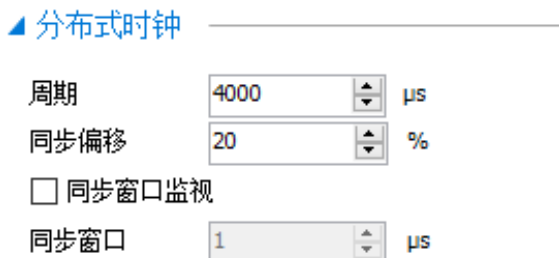 分布式时钟
周期 4000 μs
同步偏移 20 %
同步窗口监视
同步窗口 1 μs